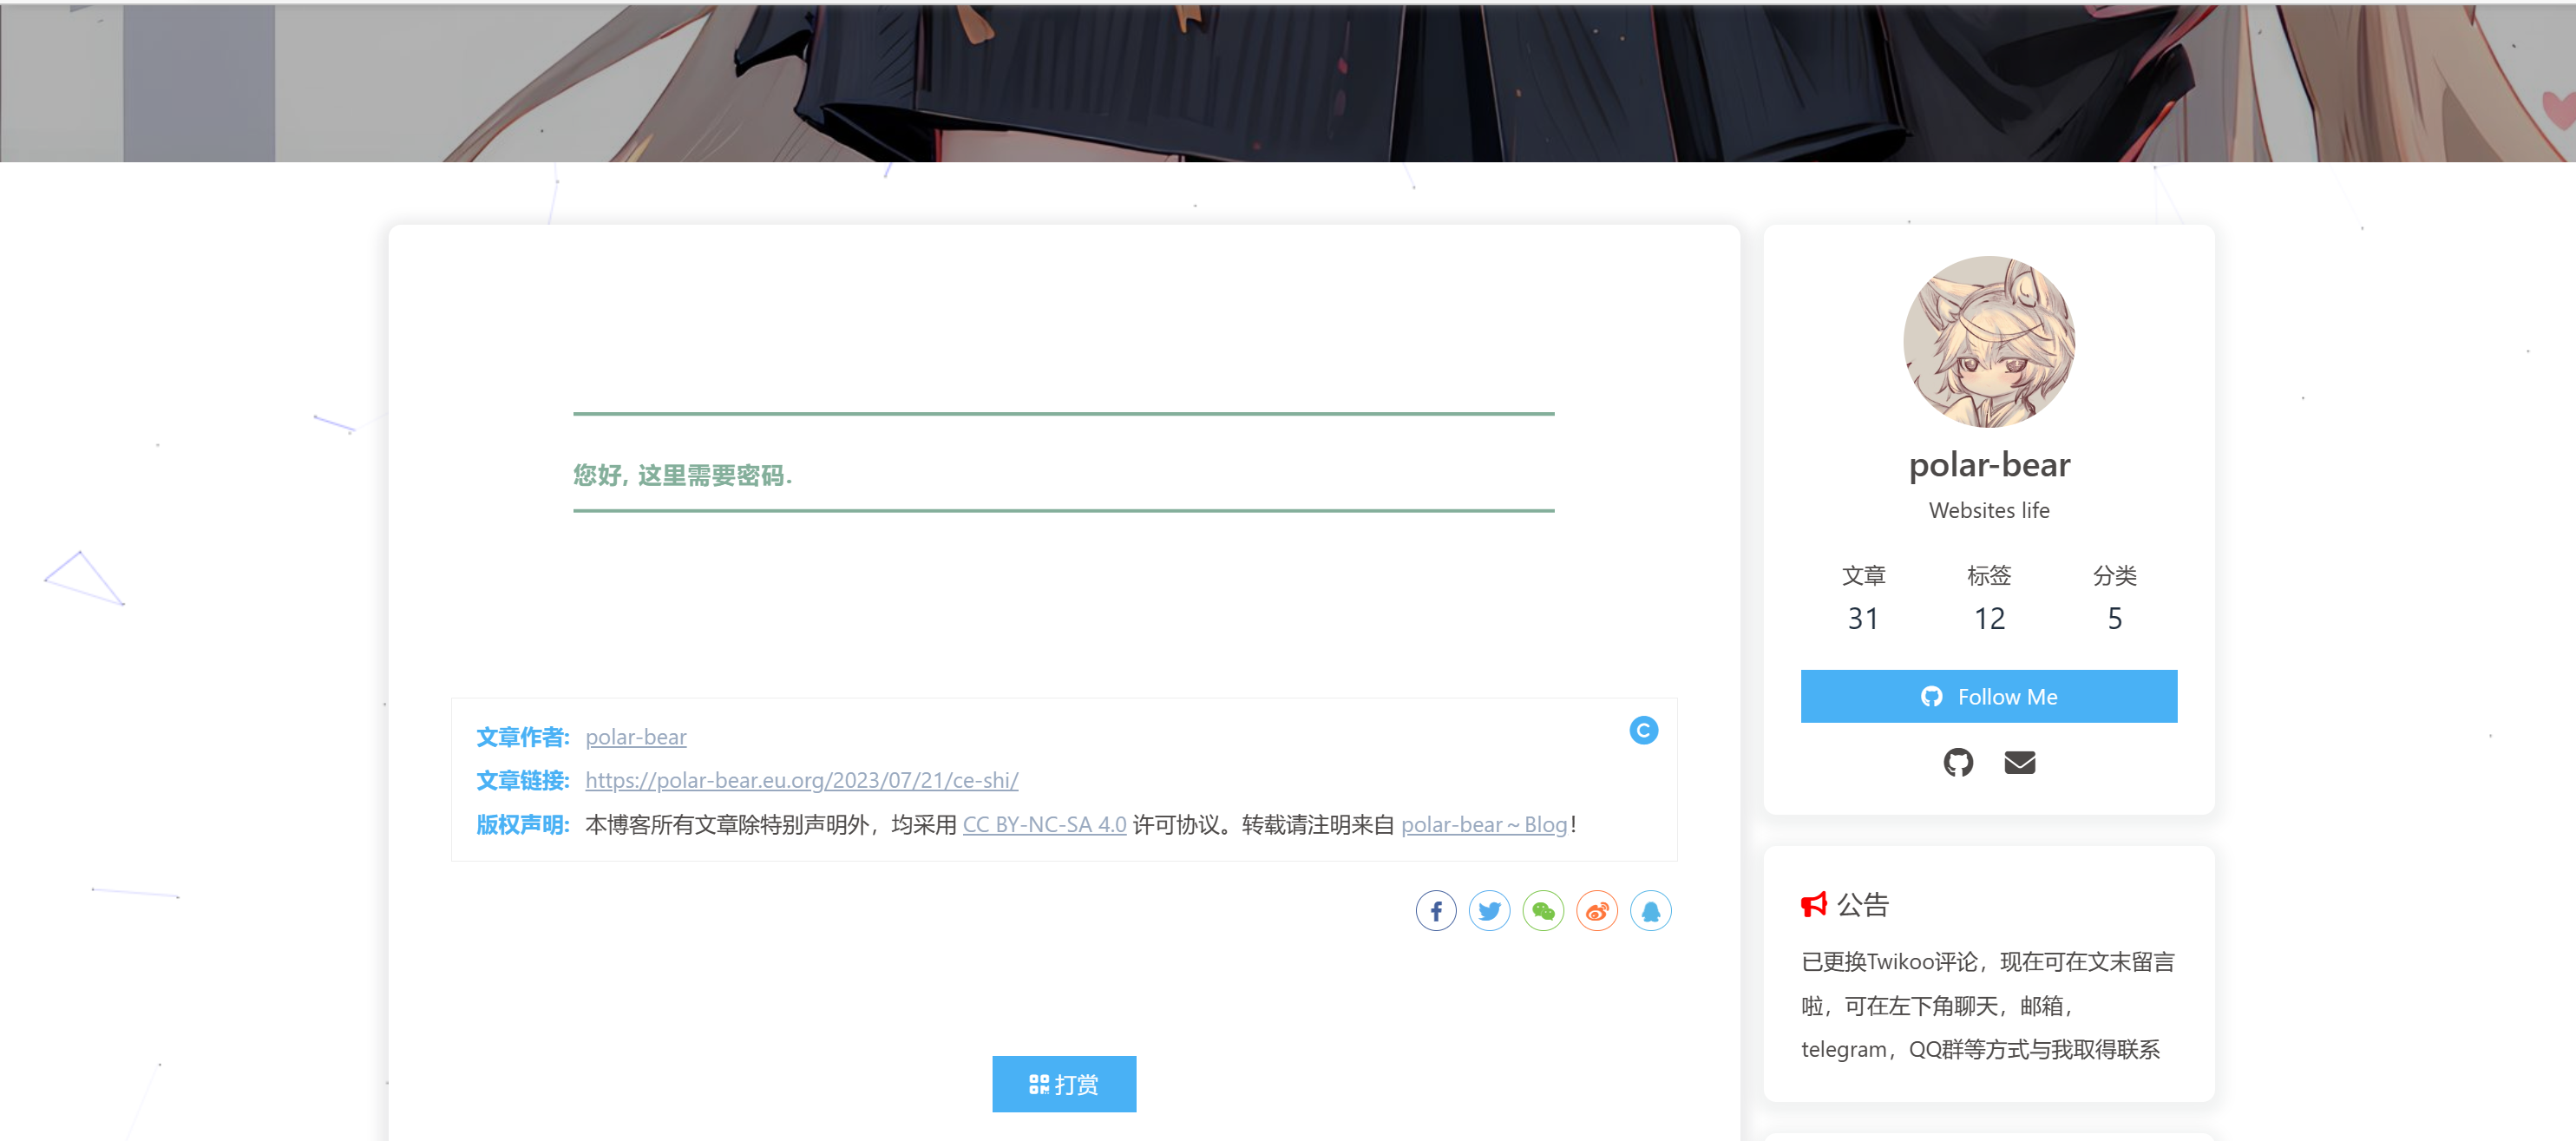 您好, 这里需要密码.
文章作者: polar-bear
文章链接: https://polar-bear.eu.org/2023/07/21/ce-shi/
版权声明: 本博客所有文章除特别声明外，均采用 CC BY-NC-SA 4.0 许可协议。转载请注明来自 polar-bear～Blog！
打赏
polar-bear
Websites life
文章 标签 分类
31 12 5
Follow Me
公告
已更换Twikoo评论，现在可在文末留言
啦，可在左下角聊天，邮箱，
telegram，QQ群等方式与我取得联系